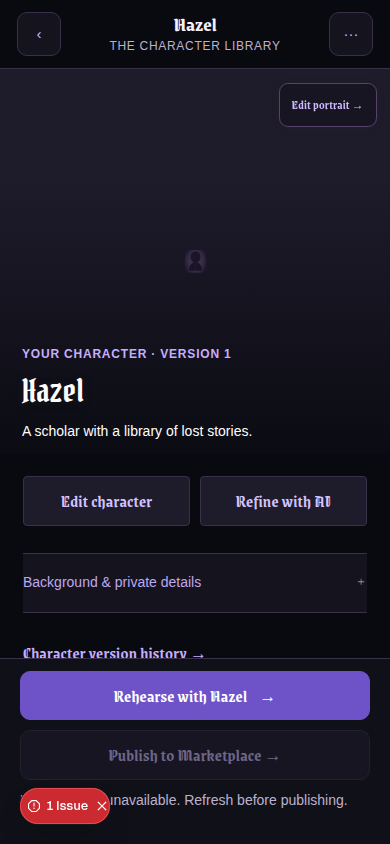 ‹
Hazel
...
THE CHARACTER LIBRARY
Edit portrait →
YOUR CHARACTER · VERSION 1
Hazel
A scholar with a library of lost stories.
Edit character
Refine with AI
Background & private details +
Character version history →
Rehearse with Hazel →
Publish to Marketplace →
unavailable. Refresh before publishing.
1 Issue ×